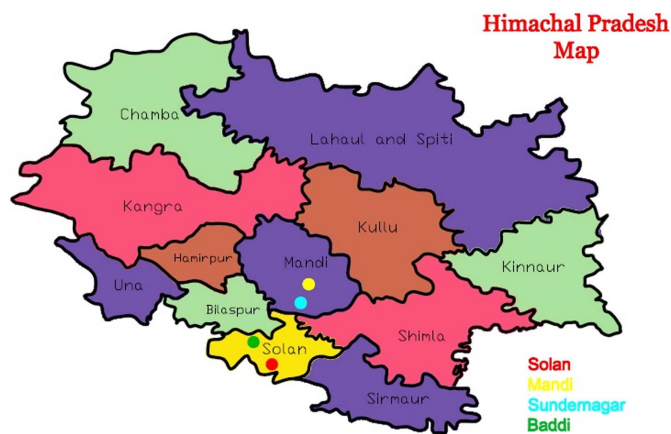 Himachal Pradesh
Map
Chamba
Lahaul and Spiti
Kangra
Kullu
Hamirpur
Mandi
Kinnaur
Una
Bilaspur
Shimla
Solan
Sirmaur
Solan
Mandi
Sundernagar
Baddi